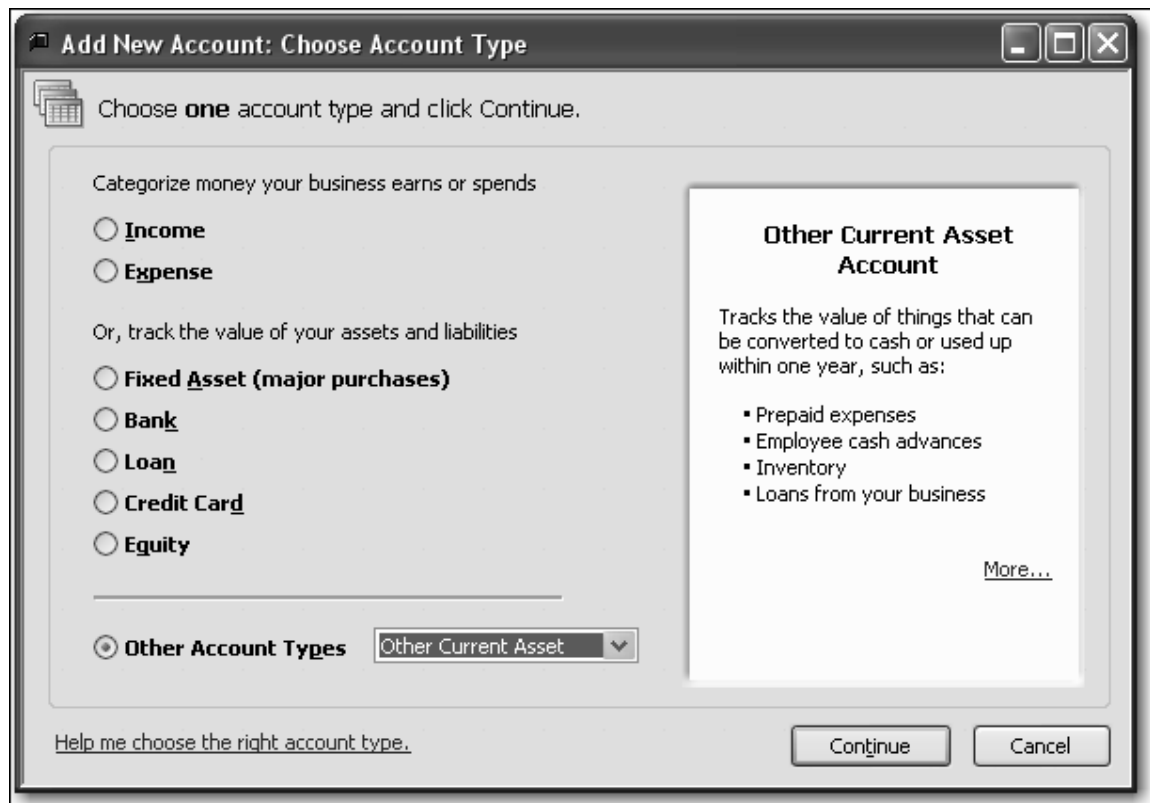 Add New Account: Choose Account Type
Choose one account type and click Continue.
Categorize money your business earns or spends
Income
Expense
Or, track the value of your assets and liabilities
Fixed Asset (major purchases)
Bank
Loan
Credit Card
Equity
Other Account Types
Other Current Asset
Other Current Asset
Account
Tracks the value of things that can
be converted to cash or used up
within one year, such as:
▪ Prepaid expenses
▪ Employee cash advances
▪ Inventory
▪ Loans from your business
More...
Help me choose the right account type.
Continue
Cancel